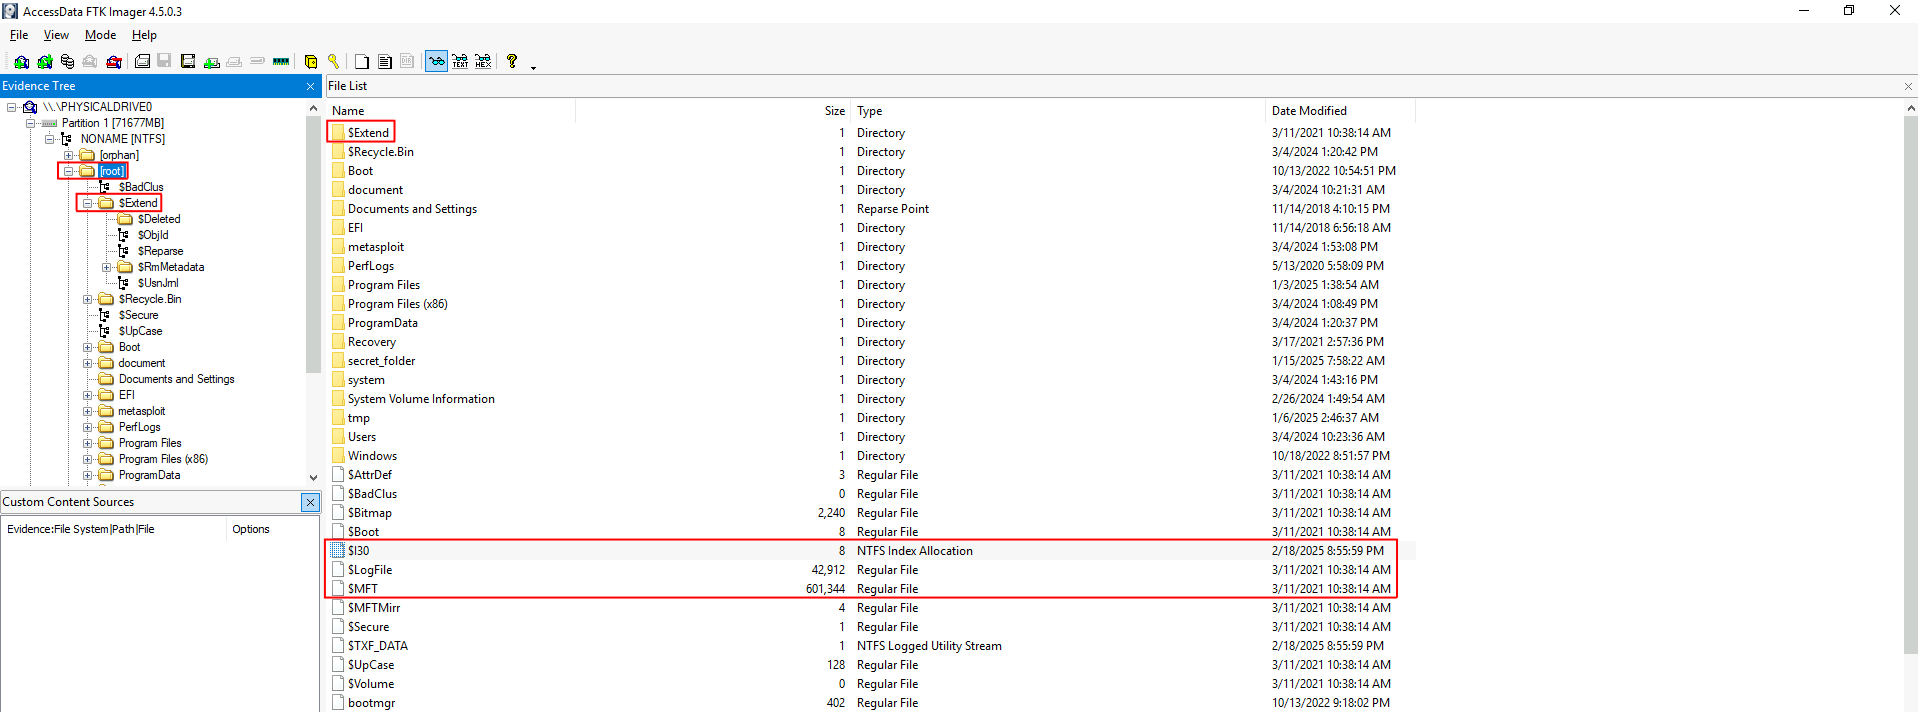 AccessData FTK Imager 4.5.0.3
File View Mode Help
Evidence Tree
\\.\PHYSICALDRIVE0
Partition 1 [71677MB]
NONAME [NTFS]
[orphan]
[root]
$BadClus
$Extend
$Deleted
$ObjId
$Reparse
$RmMetadata
$UsnJrnl
$Recycle.Bin
$Secure
$UpCase
Boot
document
Documents and Settings
EFI
metasploit
PerfLogs
Program Files
Program Files (x86)
ProgramData
Custom Content Sources
Evidence:File System|Path|File Options
File List
Name Size Type Date Modified
$Extend 1 Directory 3/11/2021 10:38:14 AM
$Recycle.Bin 1 Directory 3/4/2024 1:20:42 PM
Boot 1 Directory 10/13/2022 10:54:51 PM
document 1 Directory 3/4/2024 10:21:31 AM
Documents and Settings 1 Reparse Point 11/14/2018 4:10:15 PM
EFI 1 Directory 11/14/2018 6:56:18 AM
metasploit 1 Directory 3/4/2024 1:53:08 PM
PerfLogs 1 Directory 5/13/2020 5:58:09 PM
Program Files 1 Directory 1/3/2025 1:38:54 AM
Program Files (x86) 1 Directory 3/4/2024 1:08:49 PM
ProgramData 1 Directory 3/4/2024 1:20:37 PM
Recovery 1 Directory 3/17/2021 2:57:36 PM
secret_folder 1 Directory 1/15/2025 7:58:22 AM
system 1 Directory 3/4/2024 1:43:16 PM
System Volume Information 1 Directory 2/26/2024 1:49:54 AM
tmp 1 Directory 1/6/2025 2:46:37 AM
Users 1 Directory 3/4/2024 10:23:36 AM
Windows 1 Directory 10/18/2022 8:51:57 PM
$AttrDef 3 Regular File 3/11/2021 10:38:14 AM
$BadClus 0 Regular File 3/11/2021 10:38:14 AM
$Bitmap 2,240 Regular File 3/11/2021 10:38:14 AM
$Boot 8 Regular File 3/11/2021 10:38:14 AM
$I30 8 NTFS Index Allocation 2/18/2025 8:55:59 PM
$LogFile 42,912 Regular File 3/11/2021 10:38:14 AM
$MFT 601,344 Regular File 3/11/2021 10:38:14 AM
$MFTMirr 4 Regular File 3/11/2021 10:38:14 AM
$Secure 1 Regular File 3/11/2021 10:38:14 AM
$TXF_DATA 1 NTFS Logged Utility Stream 2/18/2025 8:55:59 PM
$UpCase 128 Regular File 3/11/2021 10:38:14 AM
$Volume 0 Regular File 3/11/2021 10:38:14 AM
bootmgr 402 Regular File 10/13/2022 9:18:02 PM